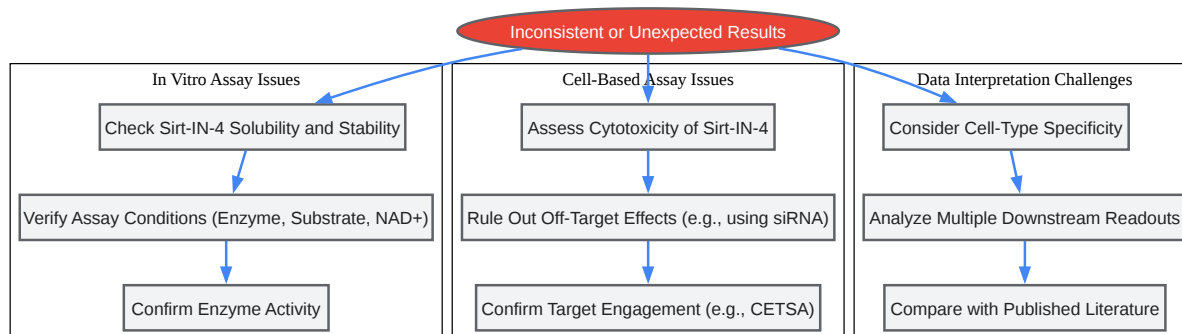 Inconsistent or Unexpected Results
In Vitro Assay Issues
Check Sirt-IN-4 Solubility and Stability
Verify Assay Conditions (Enzyme, Substrate, NAD+)
Confirm Enzyme Activity
Cell-Based Assay Issues
Assess Cytotoxicity of Sirt-IN-4
Rule Out Off-Target Effects (e.g., using siRNA)
Confirm Target Engagement (e.g., CETSA)
Data Interpretation Challenges
Consider Cell-Type Specificity
Analyze Multiple Downstream Readouts
Compare with Published Literature